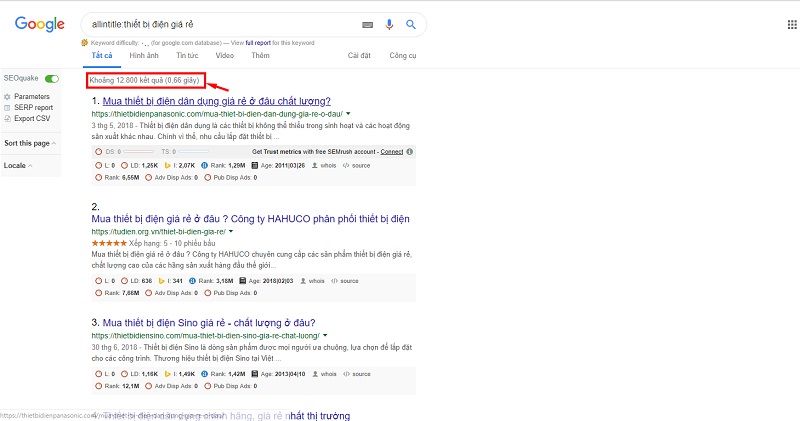 Google
allintitle:thiết bị điện giá rẻ
Keyword difficulty: -.. (for google.com database) — View full report for this keyword
Tất cả Hình ảnh Tin tức Video Thêm Cài đặt Công cụ
SEOquake
Khoảng 12.800 kết quả (0,66 giây)
Parameters
SERP report
Export CSV
Sort this page
Locale
1. Mua thiết bị điện dân dụng giá rẻ ở đâu chất lượng?
https://thietbidienpanasonic.com/mua-thiet-bi-dien-dan-dung-gia-re-o-dau/
3 thg 5, 2018 - Thiết bị điện dân dụng là các thiết bị không thể thiếu trong sinh hoạt và các hoạt động
sản xuất khác nhau. Chính vì thế, nhu cầu lắp đặt thiết bị ...
DS: TS: Get Trust metrics with free SEMrush account - Connect
L: 0 LD: 1,25K I: 2,07K Rank: 1,29M Age: 2011|03|26 whois source
Rank: 6,55M Adv Disp Ads: 0 Pub Disp Ads: 0
2.
Mua thiết bị điện giá rẻ ở đâu ? Công ty HAHUCO phân phối thiết bị điện
https://tudien.org.vn/thiet-bi-dien-gia-re/
Xếp hạng: 5 - 10 phiếu bầu
Mua thiết bị điện giá rẻ ở đâu ? Công ty HAHUCO chuyên cung cấp các sản phẩm thiết bị điện giá rẻ,
chất lượng cao của các hãng sản xuất hàng đầu thế giới...
L: 0 LD: 636 I: 341 Rank: 3,18M Age: 2018|02|03 whois source
Rank: 7,66M Adv Disp Ads: 0 Pub Disp Ads: 0
3. Mua thiết bị điện Sino giá rẻ - chất lượng ở đâu?
https://thietbidiensino.com/mua-thiet-bi-dien-sino-gia-re-chat-luong/
30 thg 6, 2018 - Thiết bị điện Sino là dòng sản phẩm được mọi người ưa chuộng, lựa chọn để lắp đặt
cho các công trình. Thương hiệu thiết bị điện Sino tại Việt ...
L: 0 LD: 1,16K I: 1,49K Rank: 1,42M Age: 2013|04|10 whois source
Rank: 12,1M Adv Disp Ads: 0 Pub Disp Ads: 0
4. Thiết bị điện dân dụng chính hãng, giá rẻ nhất thị trường
https://thietbidienpanasonic.com/mua-thiet-bi-dien-dan-dung-gia-re-o-dau/